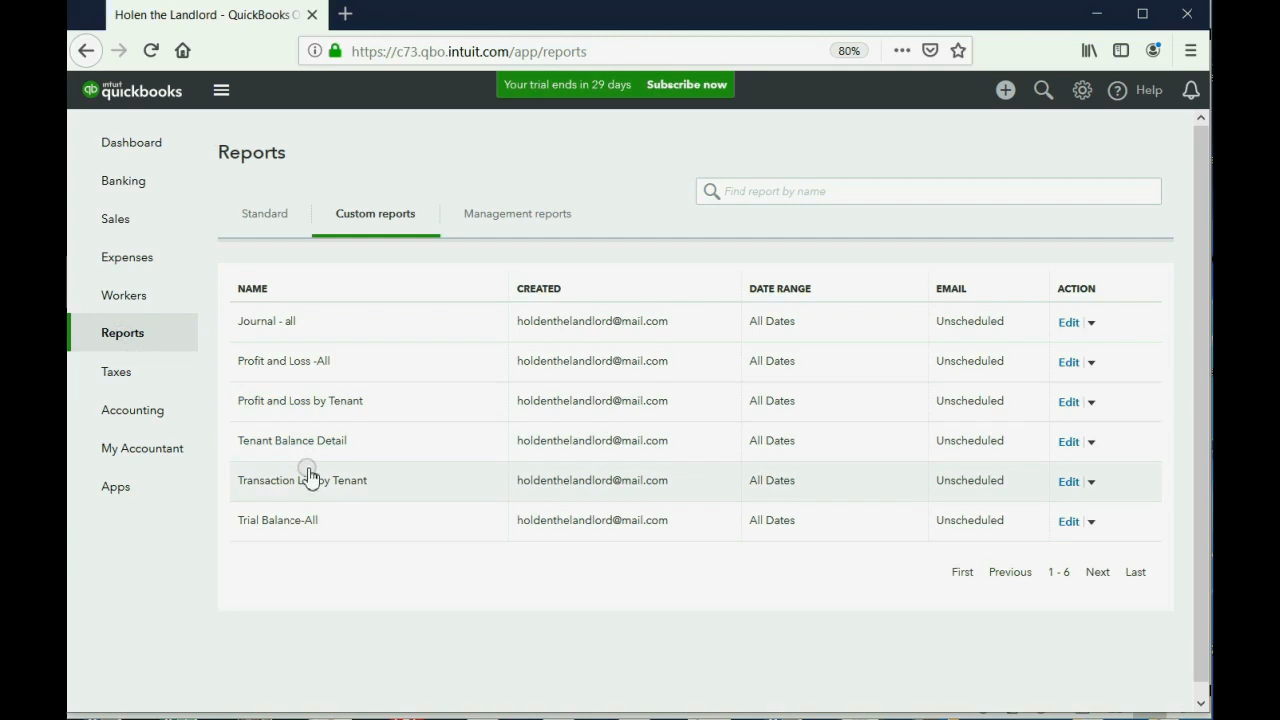 Holen the Landlord - QuickBooks O
https://c73.qbo.intuit.com/app/reports
80%
intuit quickbooks
Your trial ends in 29 days Subscribe now
Help
Dashboard
Banking
Sales
Expenses
Workers
Reports
Taxes
Accounting
My Accountant
Apps
Reports
Find report by name
Standard Custom reports Management reports
NAME CREATED DATE RANGE EMAIL ACTION
Journal - all holdenthelandlord@mail.com All Dates Unscheduled Edit
Profit and Loss -All holdenthelandlord@mail.com All Dates Unscheduled Edit
Profit and Loss by Tenant holdenthelandlord@mail.com All Dates Unscheduled Edit
Tenant Balance Detail holdenthelandlord@mail.com All Dates Unscheduled Edit
Transaction by Tenant holdenthelandlord@mail.com All Dates Unscheduled Edit
Trial Balance-All holdenthelandlord@mail.com All Dates Unscheduled Edit
First Previous 1 - 6 Next Last